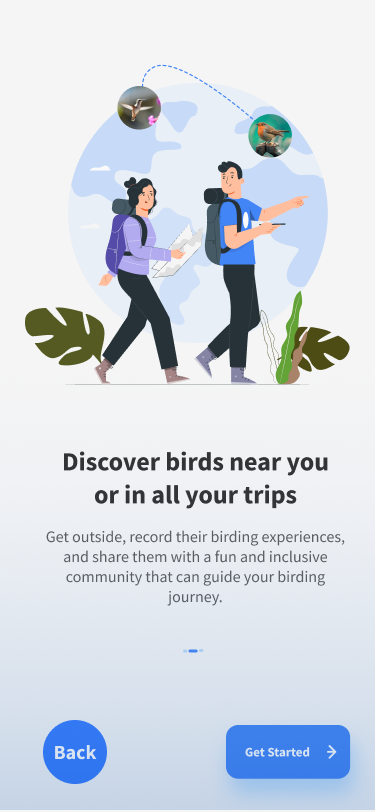 Discover birds near you
or in all your trips
Get outside, record their birding experiences,
and share them with a fun and inclusive
community that can guide your birding
journey.
Back
Get Started